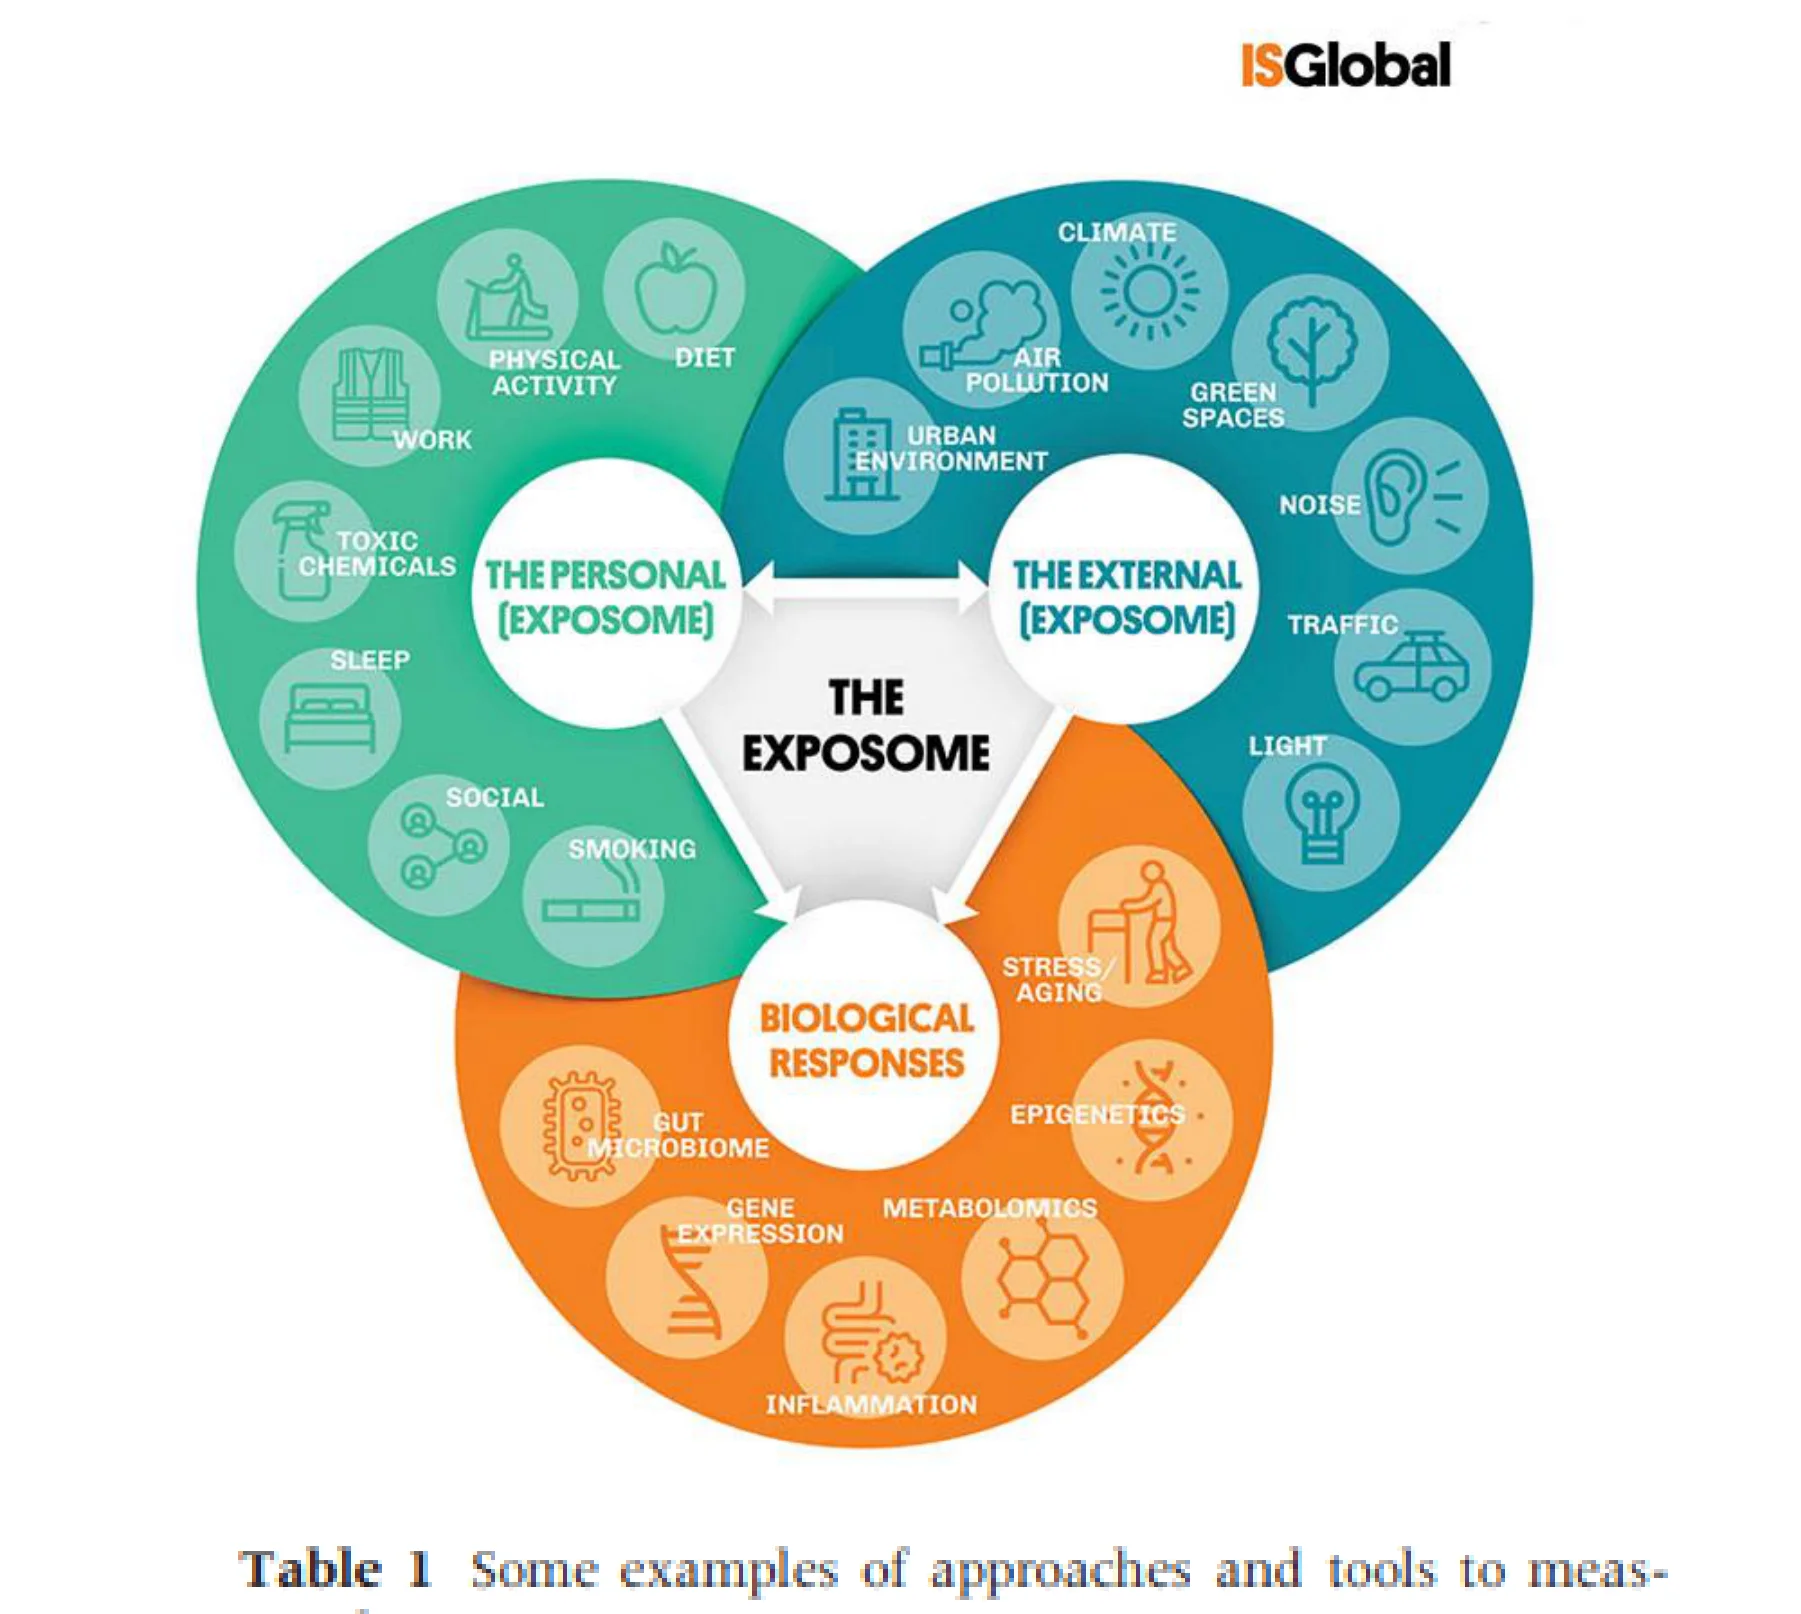 ISGlobal
PHYSICAL
ACTIVITY
DIET
WORK
TOXIC
CHEMICALS
SLEEP
SOCIAL
SMOKING
THE PERSONAL
(EXPOSOME)
CLIMATE
AIR
POLLUTION
GREEN
SPACES
URBAN
ENVIRONMENT
NOISE
TRAFFIC
LIGHT
THE EXTERNAL
(EXPOSOME)
THE
EXPOSOME
BIOLOGICAL
RESPONSES
STRESS/
AGING
EPIGENETICS
GUT
MICROBIOME
GENE
EXPRESSION
METABOLOMICS
INFLAMMATION
Table 1 Some examples of approaches and tools to meas-